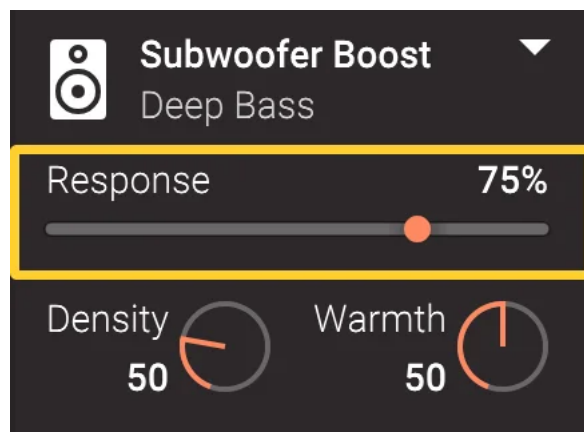 Subwoofer Boost
Deep Bass
Response 75%
Density Warmth
50 50